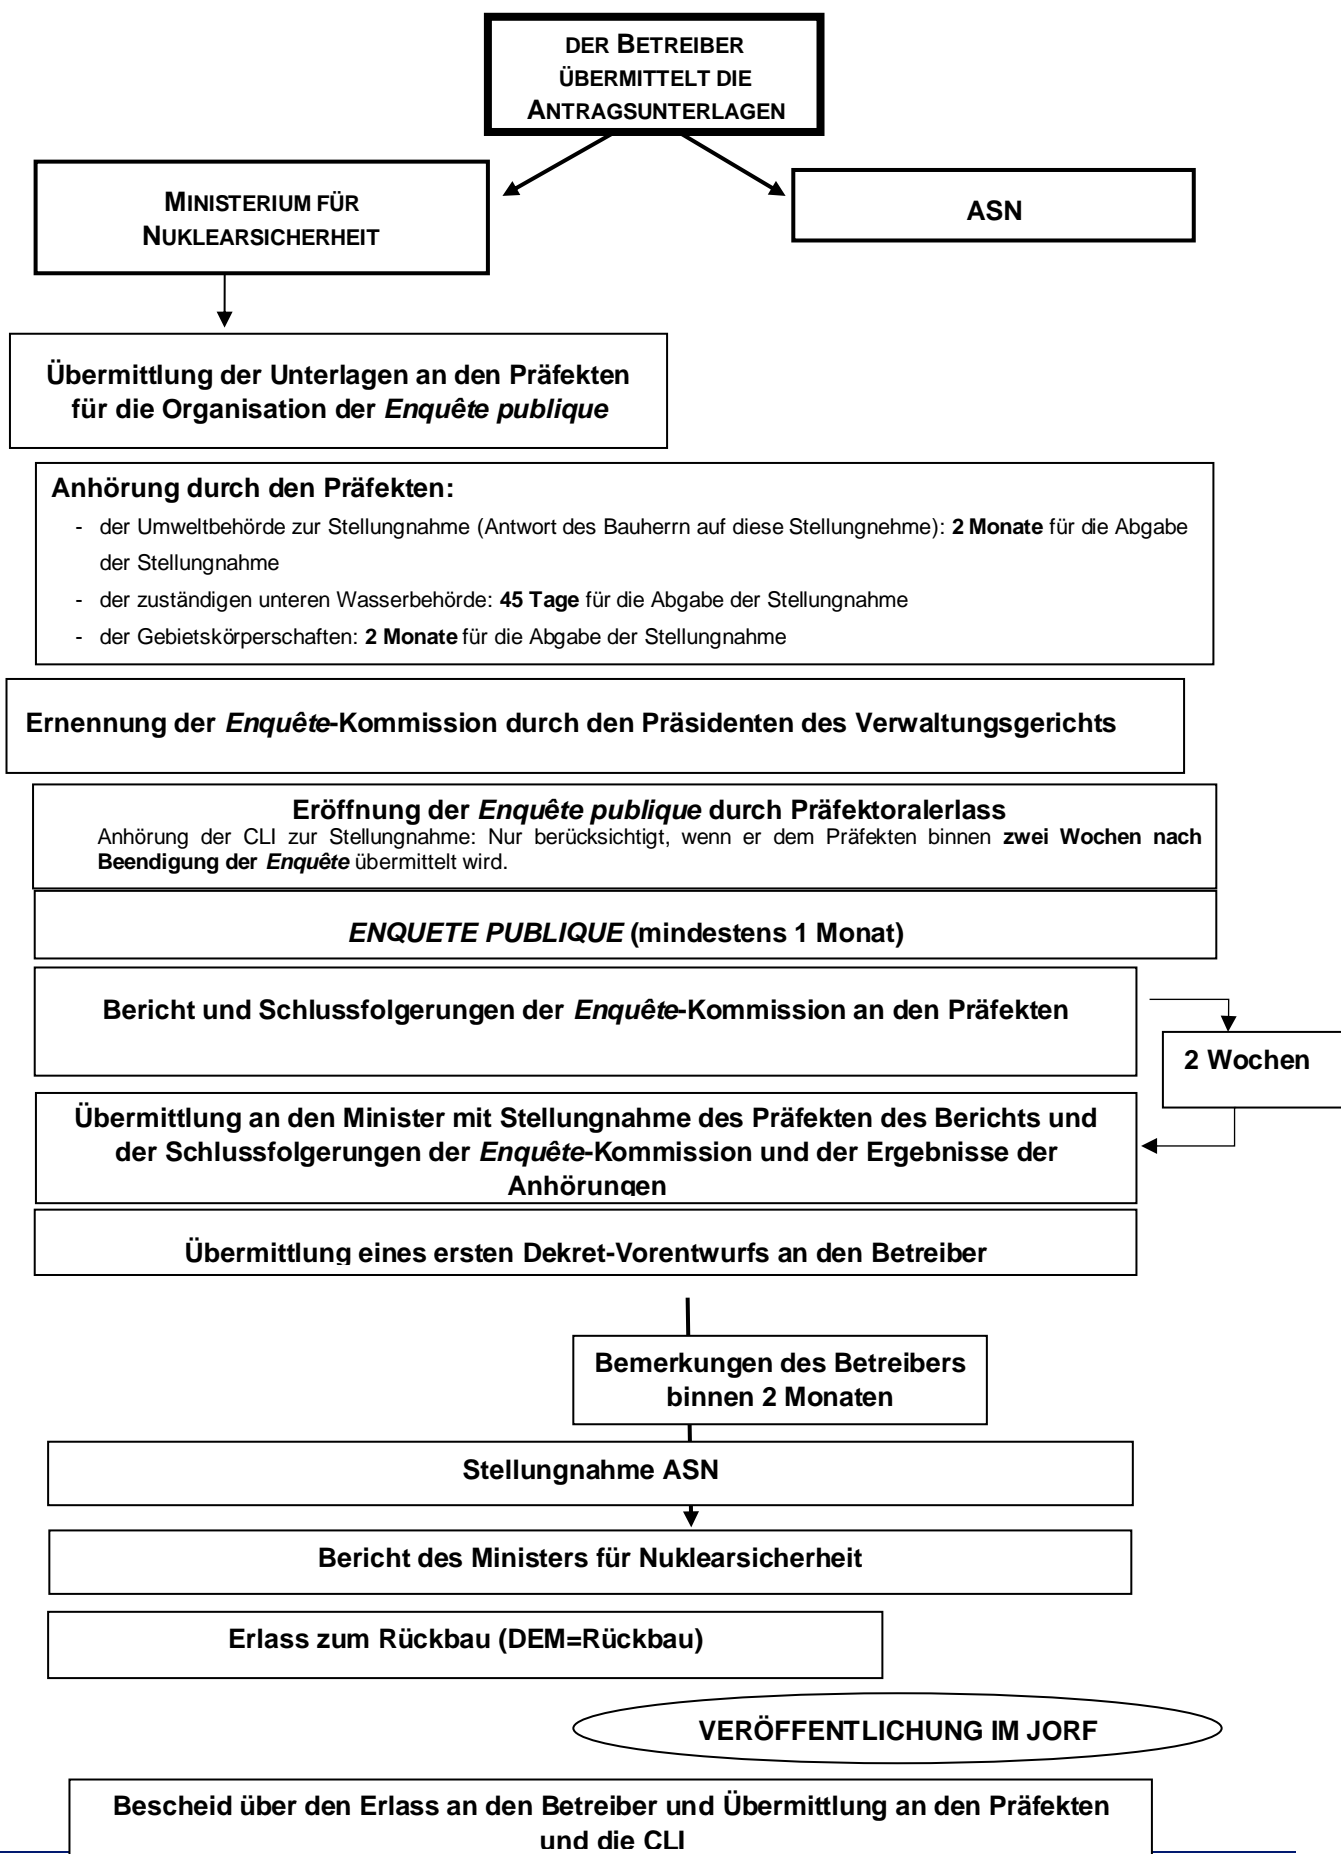 DER BETREIBER
ÜBERMITTELT DIE
ANTRAGSUNTERLAGEN
MINISTERIUM FÜR
NUKLEARSICHERHEIT
ASN
Übermittlung der Unterlagen an den Präfekten
für die Organisation der Enquête publique
Anhörung durch den Präfekten:
- der Umweltbehörde zur Stellungnahme (Antwort des Bauherrn auf diese Stellungnehme): 2 Monate für die Abgabe
der Stellungnahme
- der zuständigen unteren Wasserbehörde: 45 Tage für die Abgabe der Stellungnahme
- der Gebietskörperschaften: 2 Monate für die Abgabe der Stellungnahme
Ernennung der Enquête-Kommission durch den Präsidenten des Verwaltungsgerichts
Eröffnung der Enquête publique durch Präfektoralerlass
Anhörung der CLI zur Stellungnahme: Nur berücksichtigt, wenn er dem Präfekten binnen zwei Wochen nach
Beendigung der Enquête übermittelt wird.
ENQUETE PUBLIQUE (mindestens 1 Monat)
Bericht und Schlussfolgerungen der Enquête-Kommission an den Präfekten
2 Wochen
Übermittlung an den Minister mit Stellungnahme des Präfekten des Berichts und
der Schlussfolgerungen der Enquête-Kommission und der Ergebnisse der
Anhörungen
Übermittlung eines ersten Dekret-Vorentwurfs an den Betreiber
Bemerkungen des Betreibers
binnen 2 Monaten
Stellungnahme ASN
Bericht des Ministers für Nuklearsicherheit
Erlass zum Rückbau (DEM=Rückbau)
VERÖFFENTLICHUNG IM JORF
Bescheid über den Erlass an den Betreiber und Übermittlung an den Präfekten
und die CLI